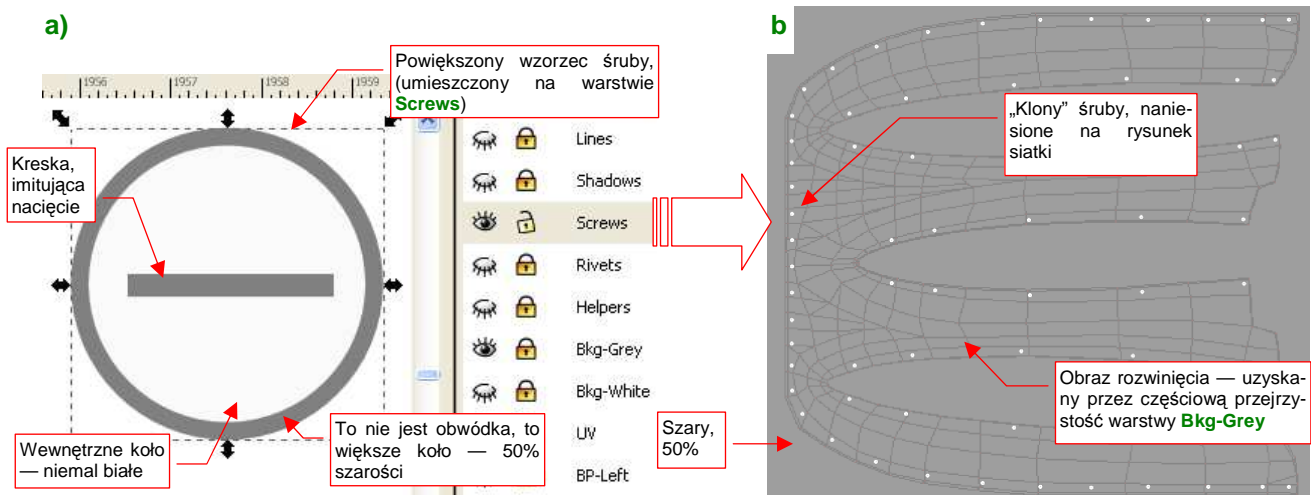 a)
1956 1957 1958 1959
Powiększony wzorzec śruby,
(umieszczony na warstwie
Screws)
Kreska,
imitująca
nacięcie
Wewnętrzne koło
— niemal białe
To nie jest obwódka, to
większe koło — 50%
szarości
Lines
Shadows
Screws
Rivets
Helpers
Bkg-Grey
Bkg-White
UV
BP-Left
b
„Klony” śruby, nanie-
sione na rysunek
siatki
Obraz rozwinięcia — uzyska-
ny przez częściową przejrzy-
stość warstwy Bkg-Grey
Szary,
50%